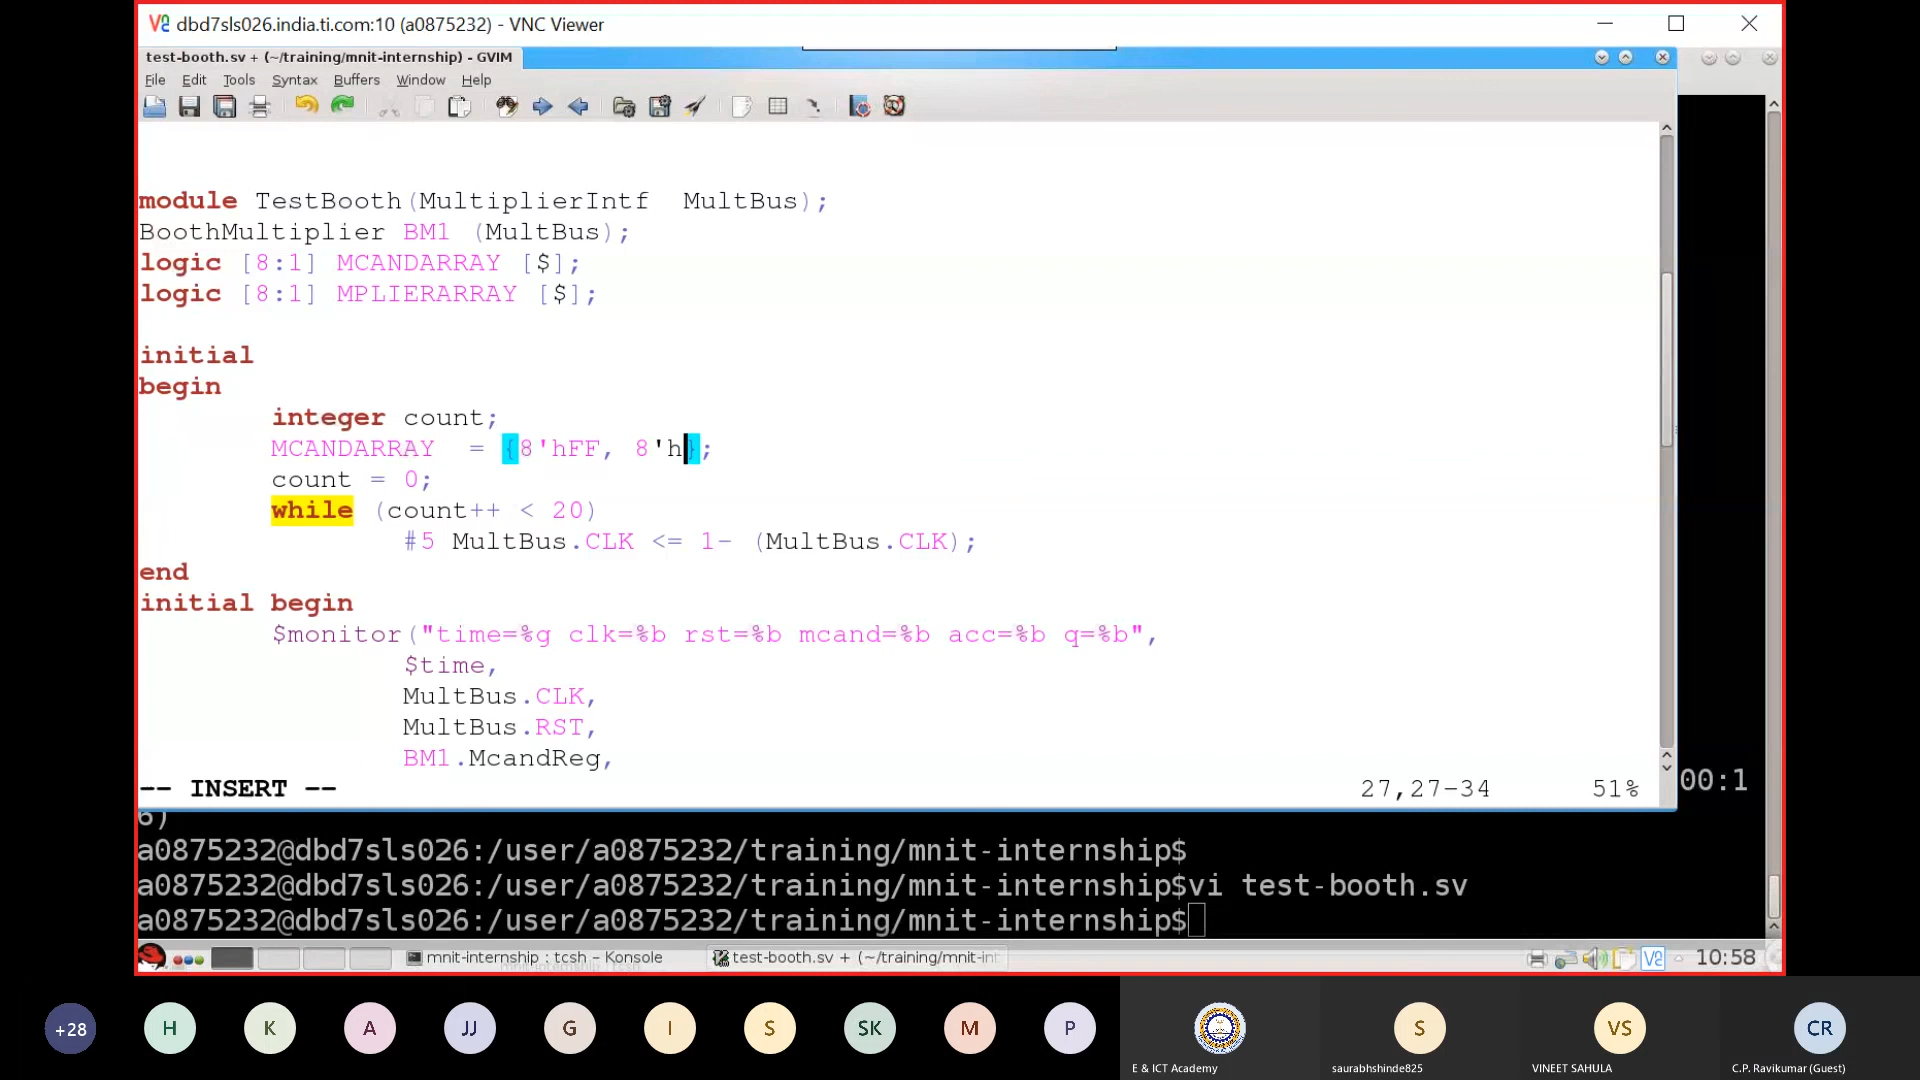 dbd7sls026.india.ti.com:10 (a0875232) - VNC Viewer
test-booth.sv + (~/training/mnit-internship) - GVIM
File Edit Tools Syntax Buffers Window Help
module TestBooth(MultiplierIntf  MultBus);
BoothMultiplier BM1 (MultBus);
logic [8:1] MCANDARRAY [$];
logic [8:1] MPLIERARRAY [$];
initial
begin
integer count;
MCANDARRAY  = {8'hFF, 8'h};
count = 0;
while (count++ < 20)
#5 MultBus.CLK <= 1- (MultBus.CLK);
end
initial begin
$monitor("time=%g clk=%b rst=%b mcand=%b acc=%b q=%b",
$time,
MultBus.CLK,
MultBus.RST,
BM1.McandReg,
-- INSERT -- 27,27-34 51%
00:1
6)
a0875232@dbd7sls026:/user/a0875232/training/mnit-internship$
a0875232@dbd7sls026:/user/a0875232/training/mnit-internship$vi test-booth.sv
a0875232@dbd7sls026:/user/a0875232/training/mnit-internship$
mnit-internship : tcsh – Konsole
test-booth.sv + (~/training/mnit-int
10:58
+28 H K A JJ G I S SK M P S VS CR
E & ICT Academy saurabhshinde825 VINEET SAHULA C.P. Ravikumar (Guest)